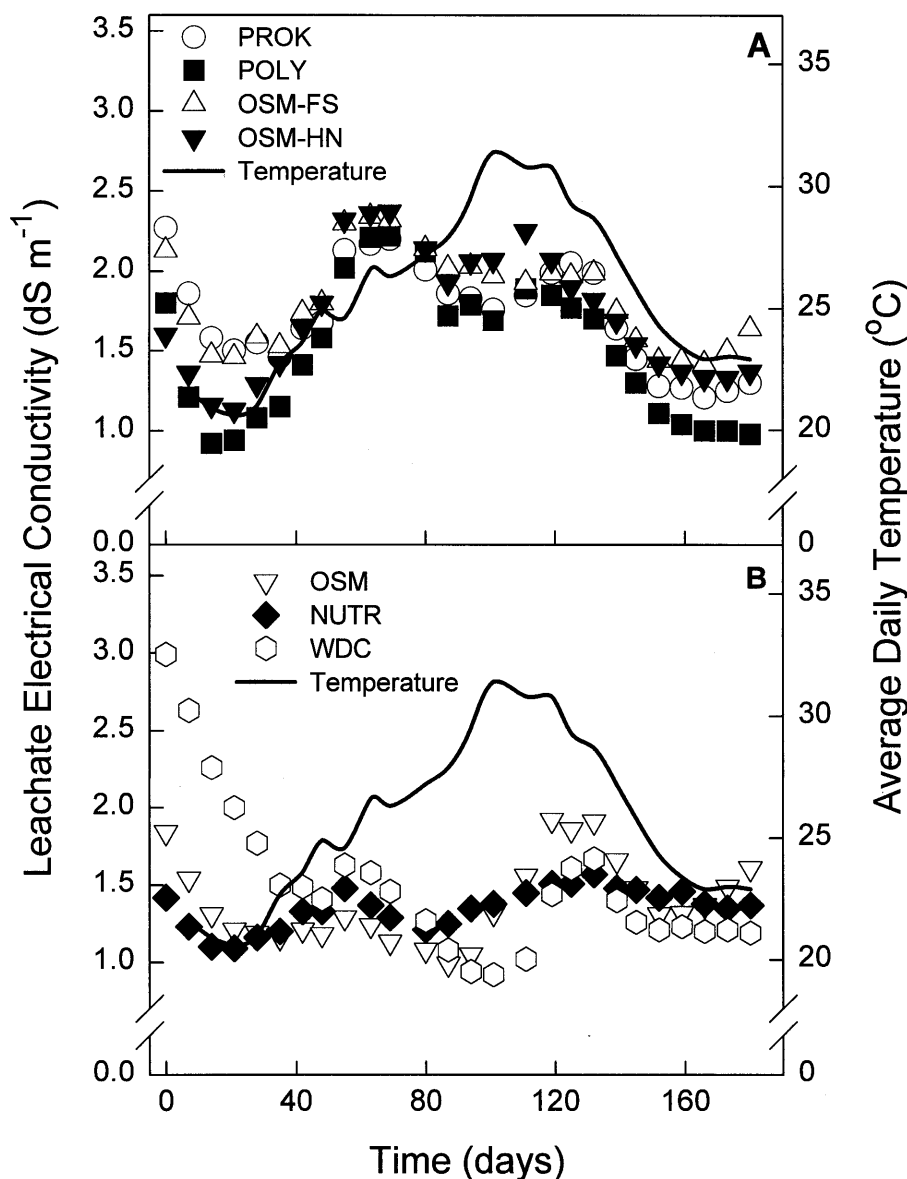 Leachate Electrical Conductivity (dS m⁻¹)
Average Daily Temperature (°C)
A
PROK
POLY
OSM-FS
OSM-HN
Temperature
3.5
3.0
2.5
2.0
1.5
1.0
0.0
35
30
25
20
0
B
OSM
NUTR
WDC
Temperature
3.5
3.0
2.5
2.0
1.5
1.0
0.0
35
30
25
20
0
0 40 80 120 160
Time (days)